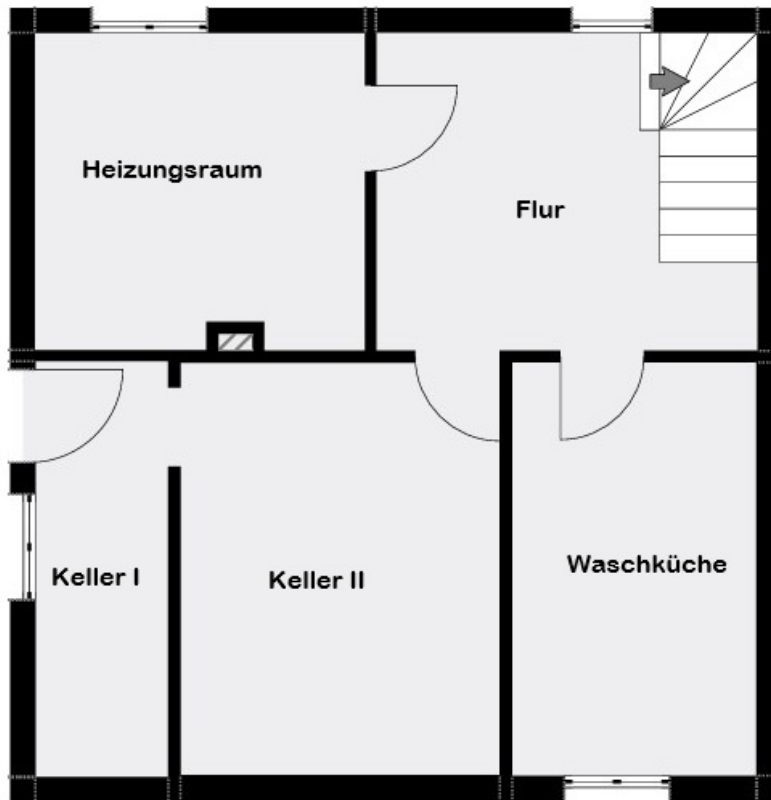 Heizungsraum
Flur
Keller I
Keller II
Waschküche